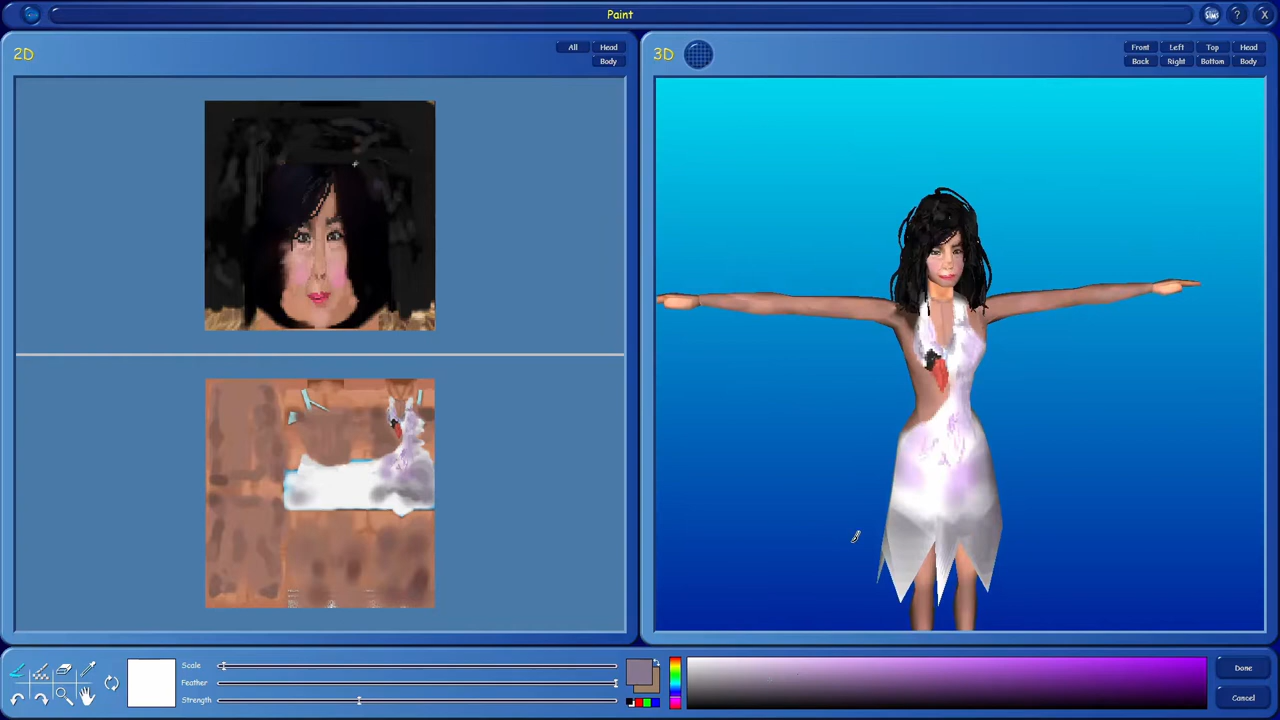 Paint
SIMS
?
X
2D
All
Head
Body
3D
Front
Left
Top
Head
Back
Right
Bottom
Body
Scale
Feather
Strength
Done
Cancel